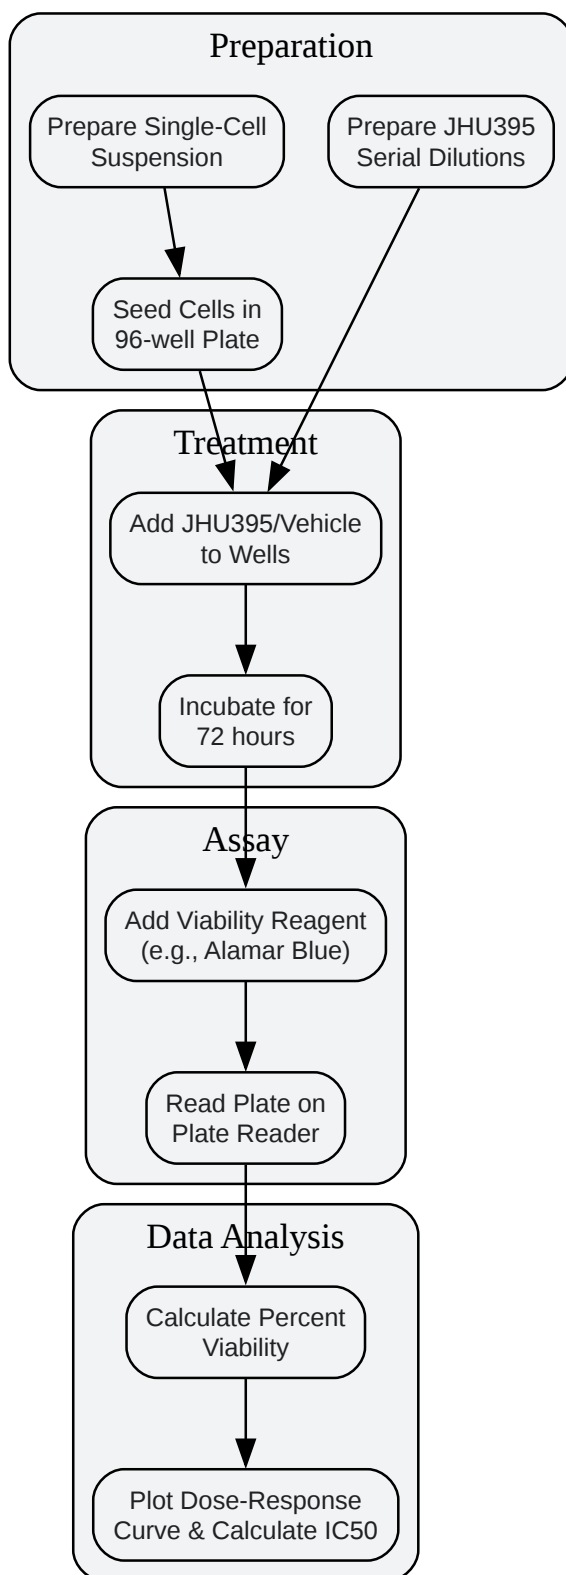 Preparation
Prepare Single-Cell
Suspension
Prepare JHU395
Serial Dilutions
Seed Cells in
96-well Plate
Treatment
Add JHU395/Vehicle
to Wells
Incubate for
72 hours
Assay
Add Viability Reagent
(e.g., Alamar Blue)
Read Plate on
Plate Reader
Data Analysis
Calculate Percent
Viability
Plot Dose-Response
Curve & Calculate IC50